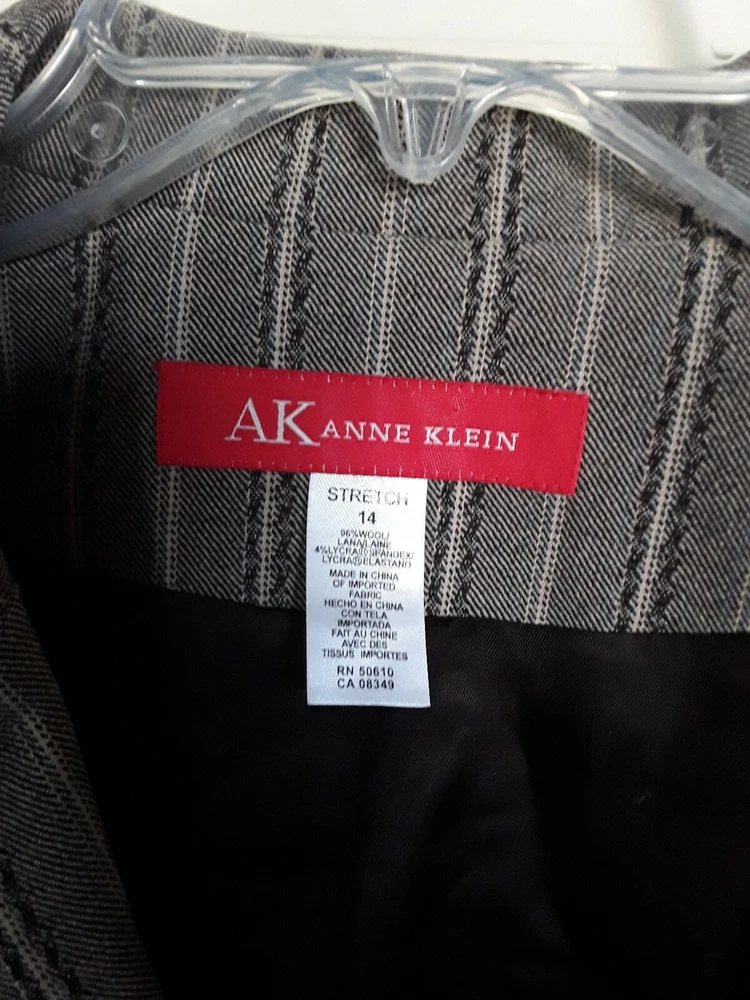 AK ANNE KLEIN
STRETCH
14
96%WOOL/
LANA/LAINE
4%LYCRA®SPANDEX/
LYCRA®ELASTANO
MADE IN CHINA
OF IMPORTED
FABRIC
HECHO EN CHINA
CON TELA
IMPORTADA
FAIT AU CHINE
AVEC DES
TISSUS IMPORTES
RN 50610
CA 08349